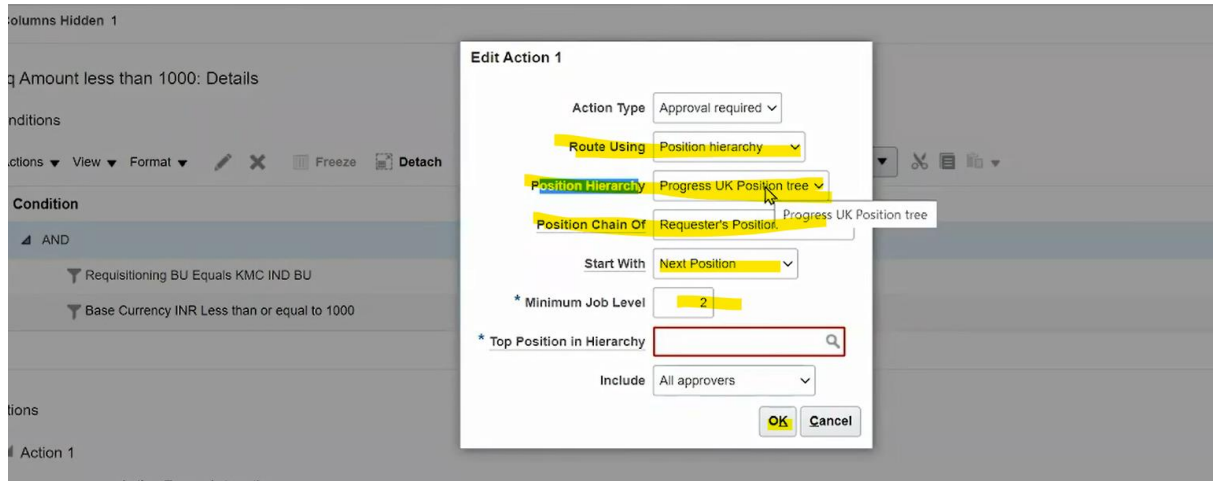 Columns Hidden 1
q Amount less than 1000: Details
nditions
Actions View Format Freeze Detach
Condition
AND
Requisitioning BU Equals KMC IND BU
Base Currency INR Less than or equal to 1000
tions
Action 1
Edit Action 1
Action Type Approval required
Route Using Position hierarchy
Position Hierarchy Progress UK Position tree
Progress UK Position tree
Position Chain Of Requester's Position
Start With Next Position
* Minimum Job Level 2
* Top Position in Hierarchy
Include All approvers
OK Cancel